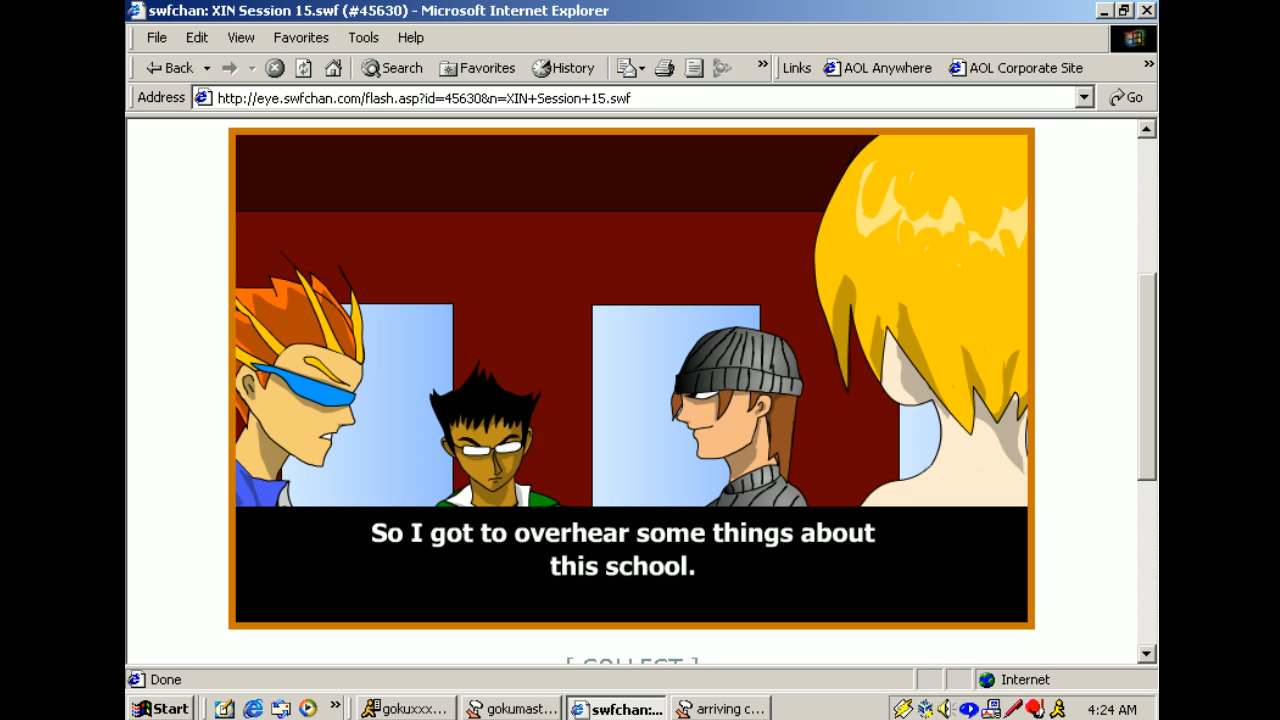 swfchan: XIN Session 15.swf (#45630) - Microsoft Internet Explorer
File Edit View Favorites Tools Help
Back Search Favorites History » Links AOL Anywhere AOL Corporate Site »
Address http://eye.swfchan.com/flash.asp?id=45630&n=XIN+Session+15.swf Go
So I got to overhear some things about
this school.
[ COLLECT ]
Done Internet
Start » gokuxxx... gokumast... swfchan:... arriving c... 4:24 AM